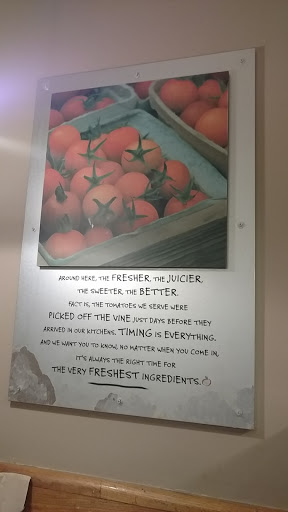 AROUND HERE, THE FRESHER, THE JUICIER,
THE SWEETER, THE BETTER.
FACT IS, THE TOMATOES WE SERVE WERE
PICKED OFF THE VINE JUST DAYS BEFORE THEY
ARRIVED IN OUR KITCHENS. TIMING IS EVERYTHING.
AND WE WANT YOU TO KNOW, NO MATTER WHEN YOU COME IN,
IT'S ALWAYS THE RIGHT TIME FOR
THE VERY FRESHEST INGREDIENTS.